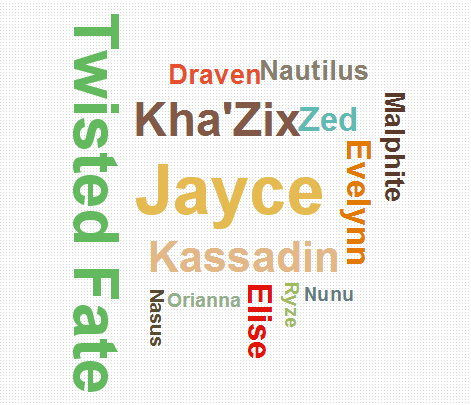 Twisted Fate
Draven
Nautilus
Kha'Zix
Zed
Malphite
Evelynn
Jayce
Kassadin
Nasus
Orianna
Elise
Ryze
Nunu